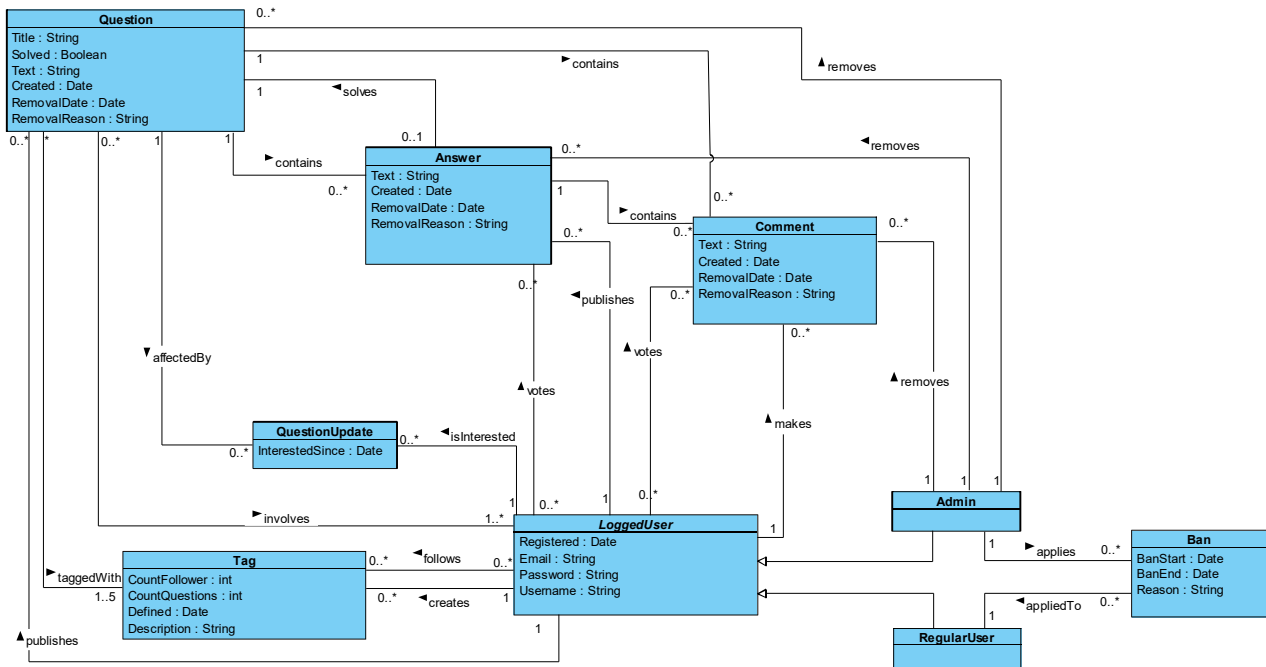 Question
Title : String
Solved : Boolean
Text : String
Created : Date
RemovalDate : Date
RemovalReason : String
0..*
1
contains
removes
1
solves
0..*
*
0..*
1
1
0..1
contains
0..*
Answer
Text : String
Created : Date
RemovalDate : Date
RemovalReason : String
0..*
removes
1
contains
0..*
0..*
0..*
Comment
Text : String
Created : Date
RemovalDate : Date
RemovalReason : String
0..*
0..*
0..*
0..*
publishes
votes
affectedBy
votes
removes
makes
QuestionUpdate
InterestedSince : Date
0..*
0..*
isInterested
1
0..*
1
0..*
1
1
1
1
involves
1..*
LoggedUser
Registered : Date
Email : String
Password : String
Username : String
Admin
1
applies
0..*
Ban
BanStart : Date
BanEnd : Date
Reason : String
Tag
CountFollower : int
CountQuestions : int
Defined : Date
Description : String
0..*
follows
0..*
0..*
creates
1
taggedWith
1..5
publishes
1
1
appliedTo
0..*
RegularUser